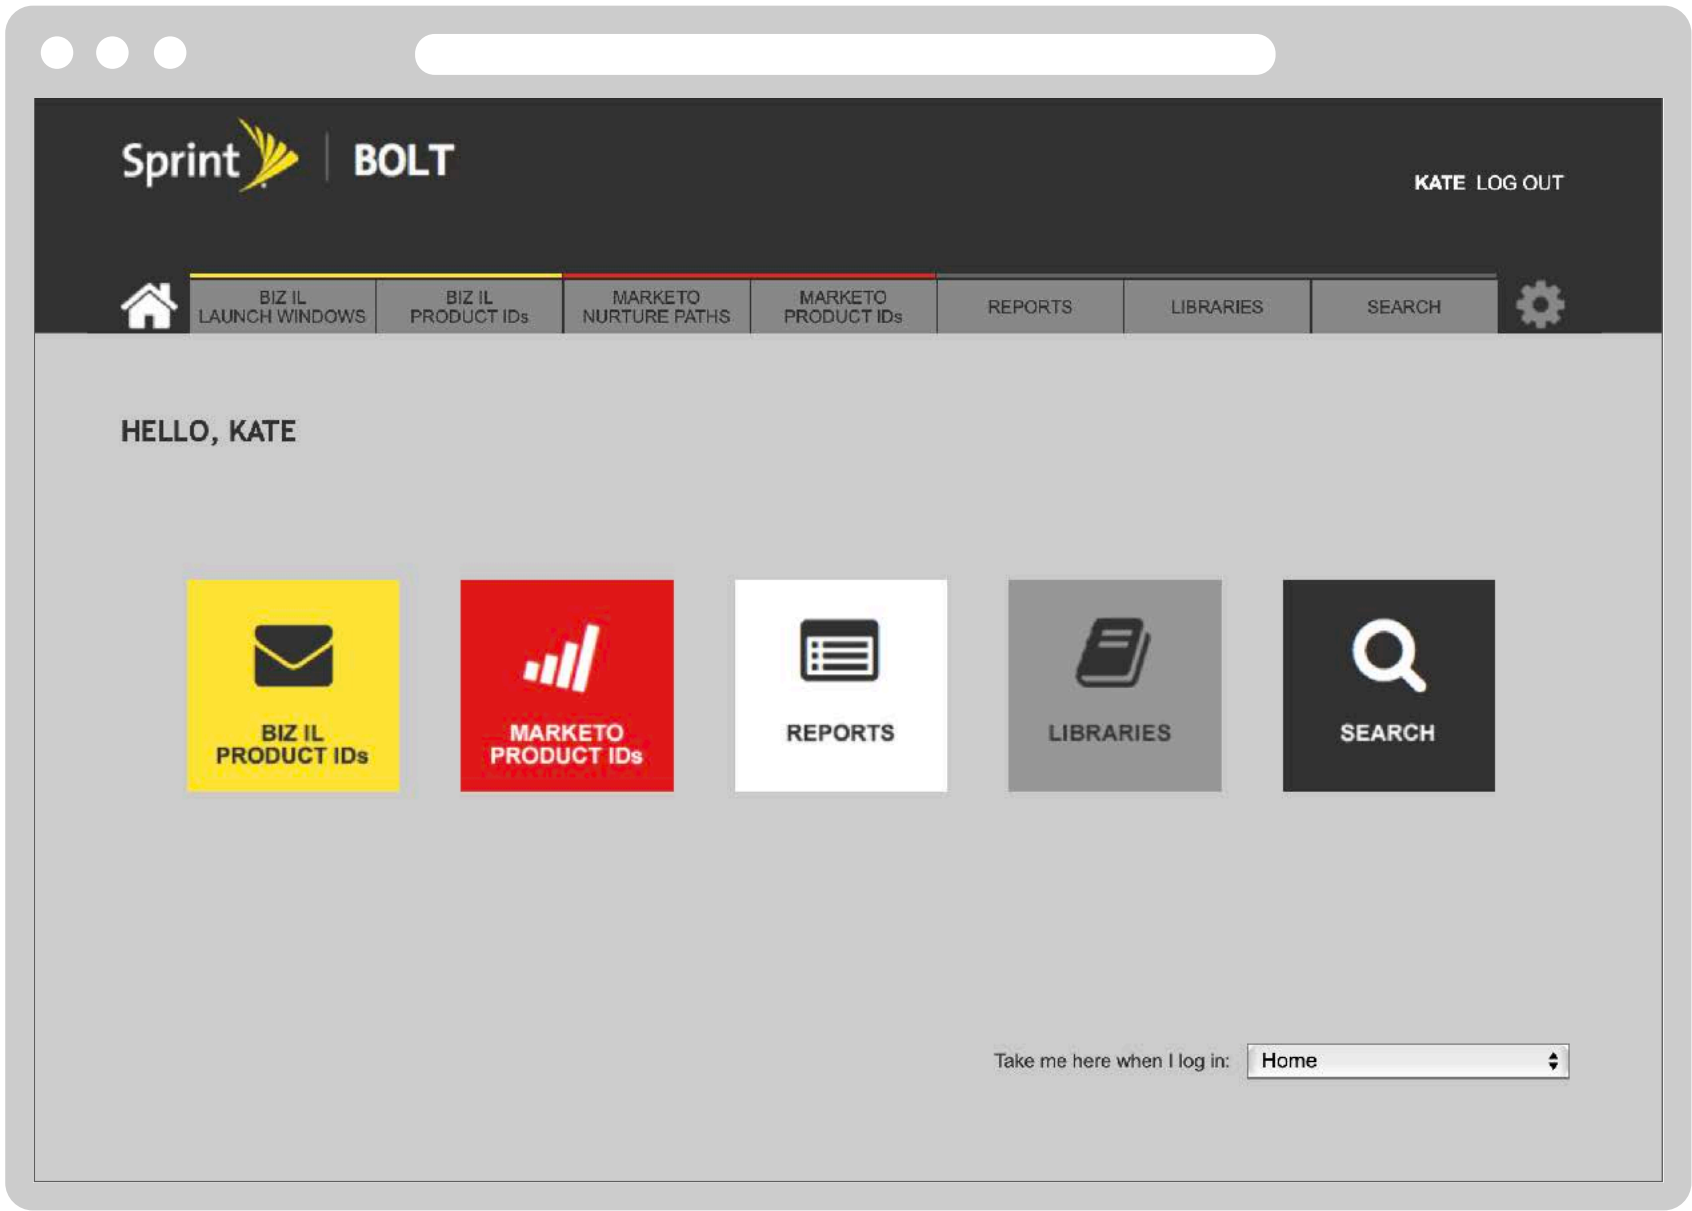 Sprint BOLT
KATE LOG OUT
BIZ IL
LAUNCH WINDOWS
BIZ IL
PRODUCT IDs
MARKETO
NURTURE PATHS
MARKETO
PRODUCT IDs
REPORTS
LIBRARIES
SEARCH
HELLO, KATE
BIZ IL
PRODUCT IDs
MARKETO
PRODUCT IDs
REPORTS
LIBRARIES
SEARCH
Take me here when I log in: Home